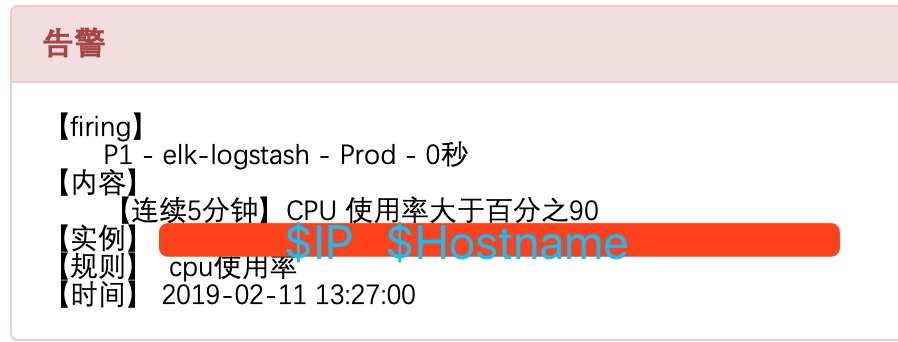 告警
【firing】
P1 - elk-logstash - Prod - 0秒
【内容】
【连续5分钟】CPU 使用率大于百分之90
【实例】 $IP $Hostname
【规则】 cpu使用率
【时间】 2019-02-11 13:27:00